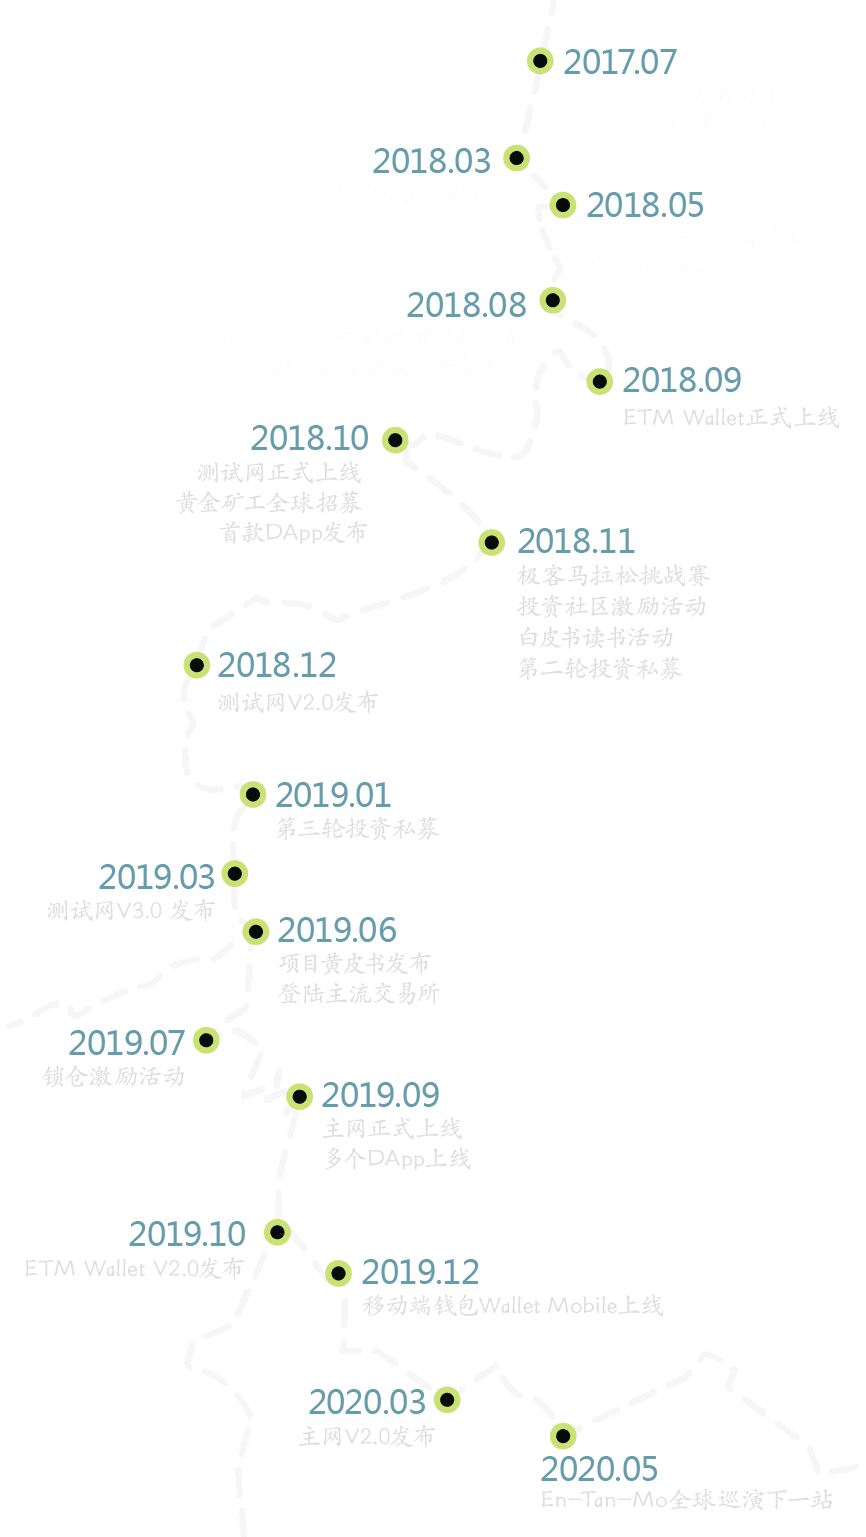 2017.07
2018.03
2018.05
2018.08
2018.09
ETM Wallet正式上线
2018.10
测试网正式上线
黄金矿工全球招募
首款DApp发布
2018.11
极客马拉松挑战赛
投资社区激励活动
白皮书读书活动
第二轮投资私募
2018.12
测试网V2.0发布
2019.01
第三轮投资私募
2019.03
测试网V3.0 发布
2019.06
项目黄皮书发布
登陆主流交易所
2019.07
锁仓激励活动
2019.09
主网正式上线
多个DApp上线
2019.10
ETM Wallet V2.0发布
2019.12
移动端钱包Wallet Mobile上线
2020.03
主网V2.0发布
2020.05
En-Tan-Mo全球巡演下一站